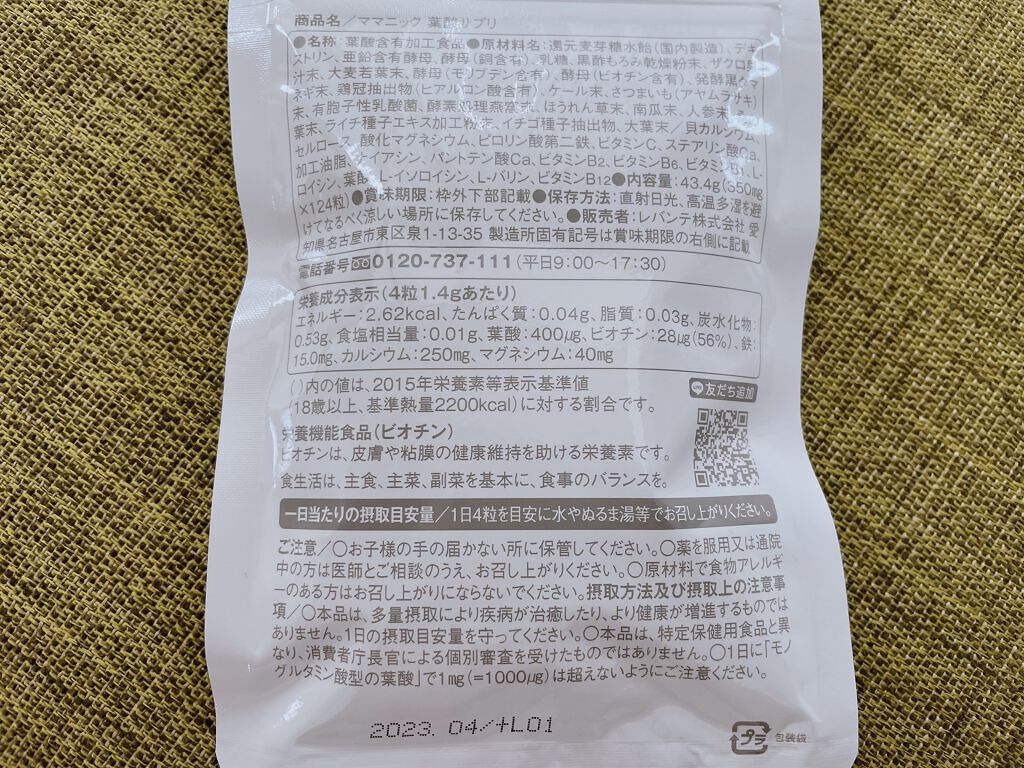 商品名／ママニック 葉酸サプリ
●名称：葉酸含有加工食品●原材料名：還元麦芽糖水飴(国内製造)、デキ
ストリン、亜鉛含有酵母、酵母(銅含有)、乳糖、黒酢もろみ乾燥粉末、ザクロ果
汁末、大麦若葉末、酵母(モリブデン含有)、酵母(ビオチン含有)、発酵黒タマ
ネギ末、鶏冠抽出物(ヒアルロン酸含有)、ケール末、さつまいも(アヤムラサキ)
末、有胞子性乳酸菌、酵素処理燕窩末、ほうれん草末、南瓜末、人参末、
葉末、ライチ種子エキス加工粉末、イチゴ種子抽出物、大葉末／貝カルシウム、
セルロース、酸化マグネシウム、ピロリン酸第二鉄、ビタミンC、ステアリン酸Ca、
加工油脂、ナイアシン、パントテン酸Ca、ビタミンB2、ビタミンB6、ビタミンB1、L-
ロイシン、葉酸、L-イソロイシン、L-バリン、ビタミンB12●内容量：43.4g(350mg
×124粒)●賞味期限：枠外下部記載●保存方法：直射日光、高温多湿を避
けてなるべく涼しい場所に保存してください。●販売者：レバンテ株式会社 愛
知県名古屋市東区泉1-13-35 製造所固有記号は賞味期限の右側に記載
電話番号 0120-737-111(平日9:00～17:30)
栄養成分表示(4粒1.4gあたり)
エネルギー：2.62kcal、たんぱく質：0.04g、脂質：0.03g、炭水化物：
0.53g、食塩相当量：0.01g、葉酸：400μg、ビオチン：28μg(56%)、鉄：
15.0mg、カルシウム：250mg、マグネシウム：40mg
( )内の値は、2015年栄養素等表示基準値
(18歳以上、基準熱量2200kcal)に対する割合です。
友だち追加
栄養機能食品(ビオチン)
ビオチンは、皮膚や粘膜の健康維持を助ける栄養素です。
食生活は、主食、主菜、副菜を基本に、食事のバランスを。
一日当たりの摂取目安量／1日4粒を目安に水やぬるま湯等でお召し上がりください。
ご注意／○お子様の手の届かない所に保管してください。○薬を服用又は通院
中の方は医師とご相談のうえ、お召し上がりください。○原材料で食物アレルギ
ーのある方はお召し上がりにならないでください。摂取方法及び摂取上の注意事
項／○本品は、多量摂取により疾病が治癒したり、より健康が増進するものでは
ありません。1日の摂取目安量を守ってください。○本品は、特定保健用食品と異
なり、消費者庁長官による個別審査を受けたものではありません。○1日に「モノ
グルタミン酸型の葉酸」で1mg(=1000μg)は超えないようにご注意ください。
2023. 04/+L01
プラ 包装袋